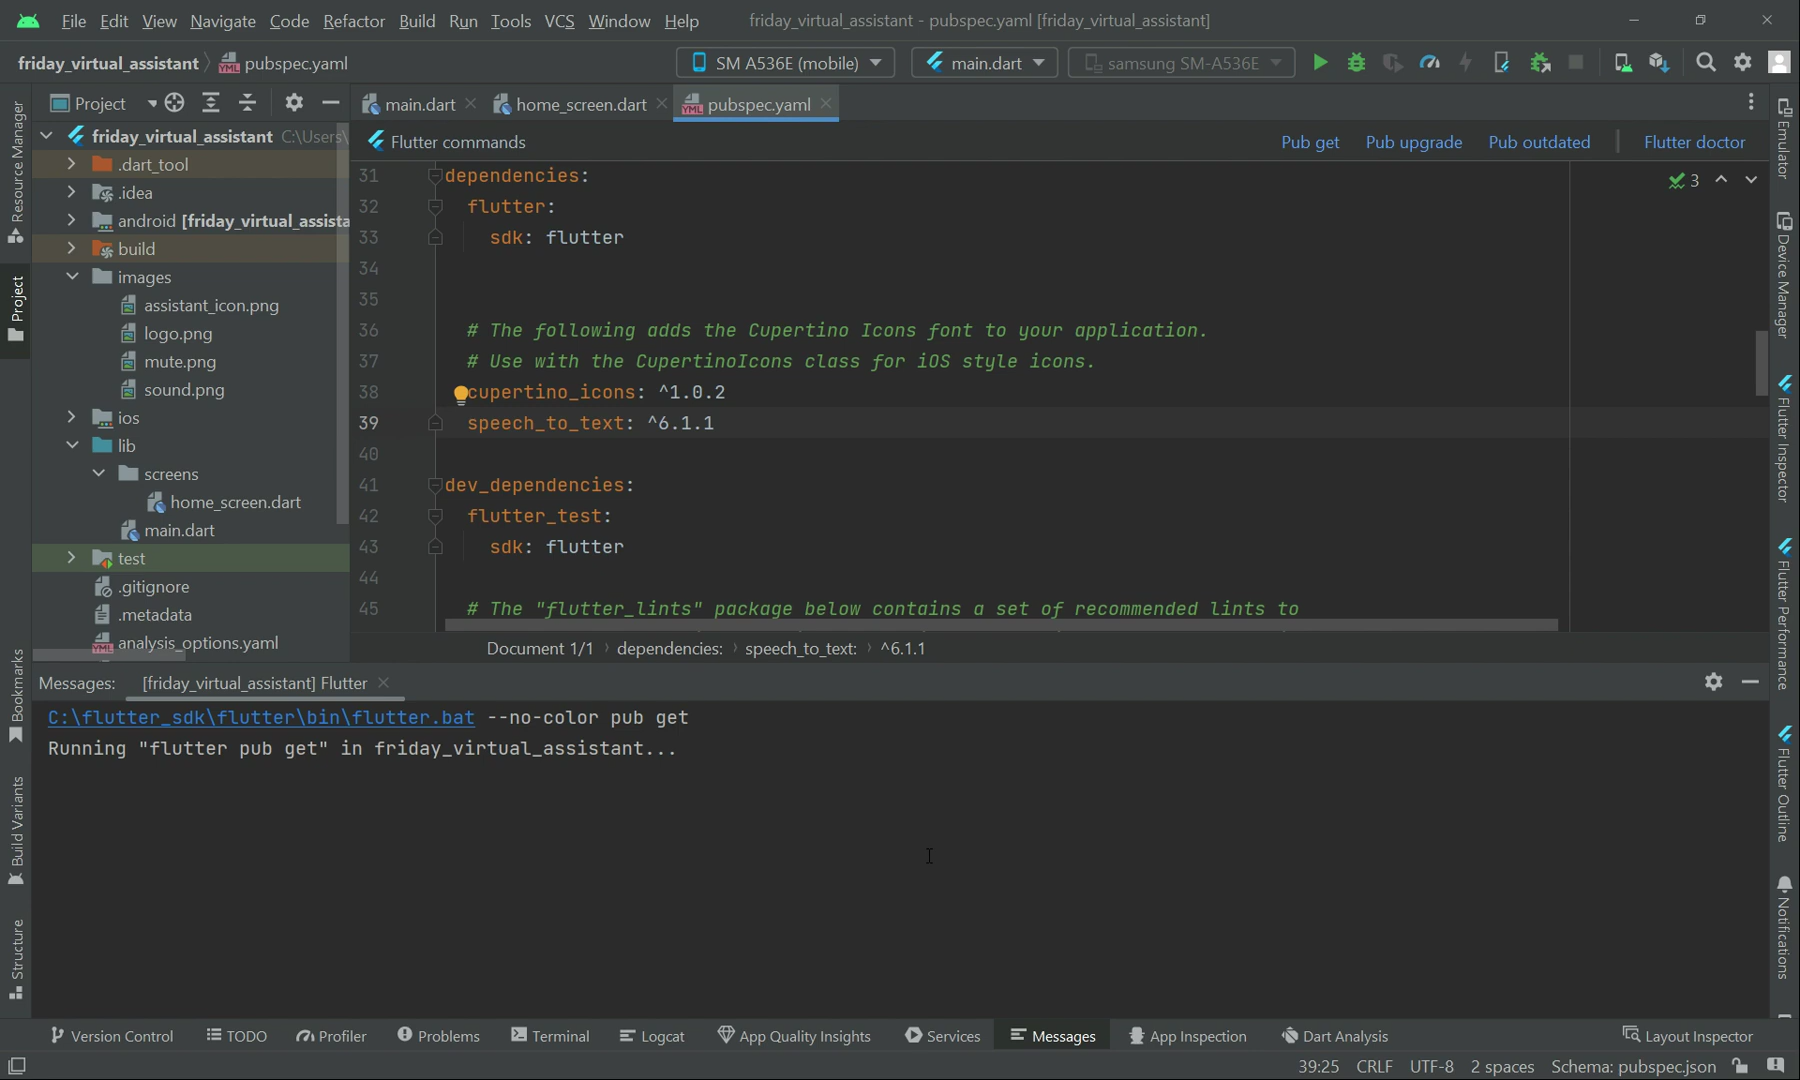 File Edit View Navigate Code Refactor Build Run Tools VCS Window Help
friday_virtual_assistant - pubspec.yaml [friday_virtual_assistant]
friday_virtual_assistant
pubspec.yaml
SM A536E (mobile)
main.dart
samsung SM-A536E
Project
main.dart
home_screen.dart
pubspec.yaml
Resource Manager
Project
Bookmarks
Build Variants
Structure
friday_virtual_assistant C:\Users\
.dart_tool
.idea
android [friday_virtual_assista
build
images
assistant_icon.png
logo.png
mute.png
sound.png
ios
lib
screens
home_screen.dart
main.dart
test
.gitignore
.metadata
analysis_options.yaml
Flutter commands
Pub get
Pub upgrade
Pub outdated
Flutter doctor
3
31 dependencies:
32 flutter:
33 sdk: flutter
34
35
36 # The following adds the Cupertino Icons font to your application.
37 # Use with the CupertinoIcons class for iOS style icons.
38 cupertino_icons: ^1.0.2
39 speech_to_text: ^6.1.1
40
41 dev_dependencies:
42 flutter_test:
43 sdk: flutter
44
45 # The "flutter_lints" package below contains a set of recommended lints to
Document 1/1 dependencies: speech_to_text: ^6.1.1
Emulator
Device Manager
Flutter Inspector
Flutter Performance
Flutter Outline
Notifications
Messages: [friday_virtual_assistant] Flutter
C:\flutter_sdk\flutter\bin\flutter.bat --no-color pub get
Running "flutter pub get" in friday_virtual_assistant...
Version Control
TODO
Profiler
Problems
Terminal
Logcat
App Quality Insights
Services
Messages
App Inspection
Dart Analysis
Layout Inspector
39:25 CRLF UTF-8 2 spaces Schema: pubspec.json